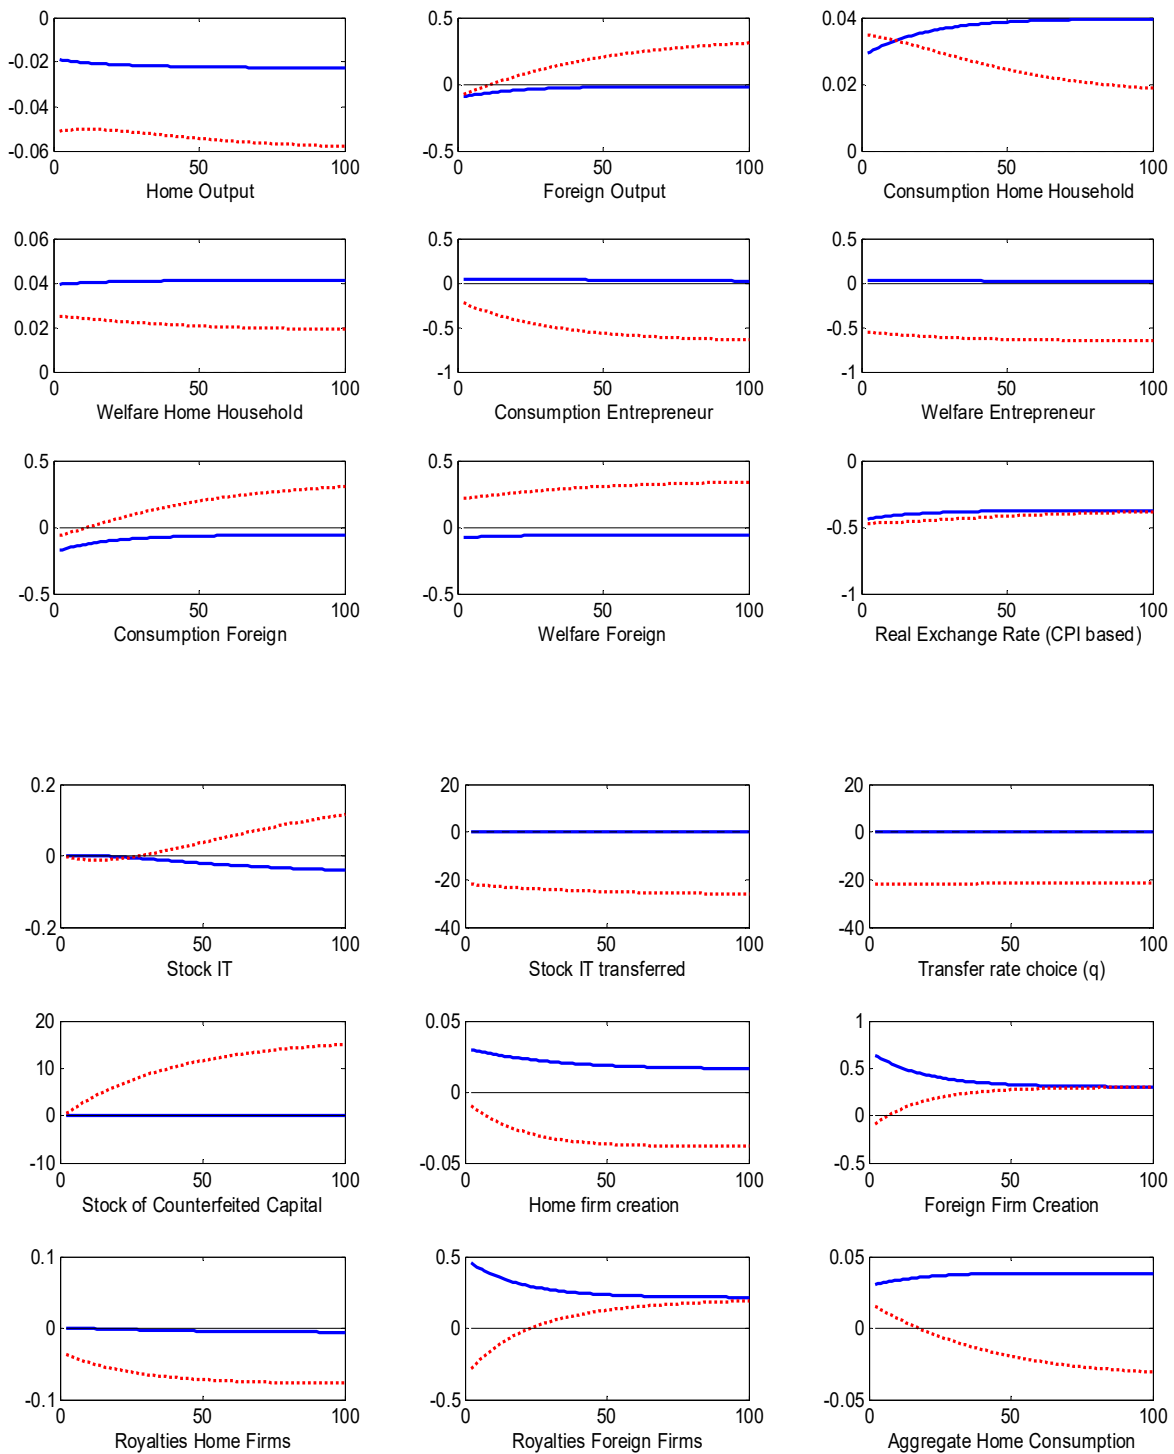 0 0.5 0.04
-0.02
0 0.02
-0.04
-0.06 -0.5 0
0 50 100 0 50 100 0 50 100
Home Output Foreign Output Consumption Home Household
0.06 0.5 0.5
0.04 0 0
0.02 -0.5 -0.5
0 -1 -1
0 50 100 0 50 100 0 50 100
Welfare Home Household Consumption Entrepreneur Welfare Entrepreneur
0.5 0.5 0
0 0 -0.5
-0.5 -0.5 -1
0 50 100 0 50 100 0 50 100
Consumption Foreign Welfare Foreign Real Exchange Rate (CPI based)
0.2 20 20
0 0 0
-20 -20
-0.2 -40 -40
0 50 100 0 50 100 0 50 100
Stock IT Stock IT transferred Transfer rate choice (q)
20 0.05 1
10 0 0.5
0 0
-10 -0.05 -0.5
0 50 100 0 50 100 0 50 100
Stock of Counterfeited Capital Home firm creation Foreign Firm Creation
0.1 0.5 0.05
0 0 0
-0.1 -0.5 -0.05
0 50 100 0 50 100 0 50 100
Royalties Home Firms Royalties Foreign Firms Aggregate Home Consumption